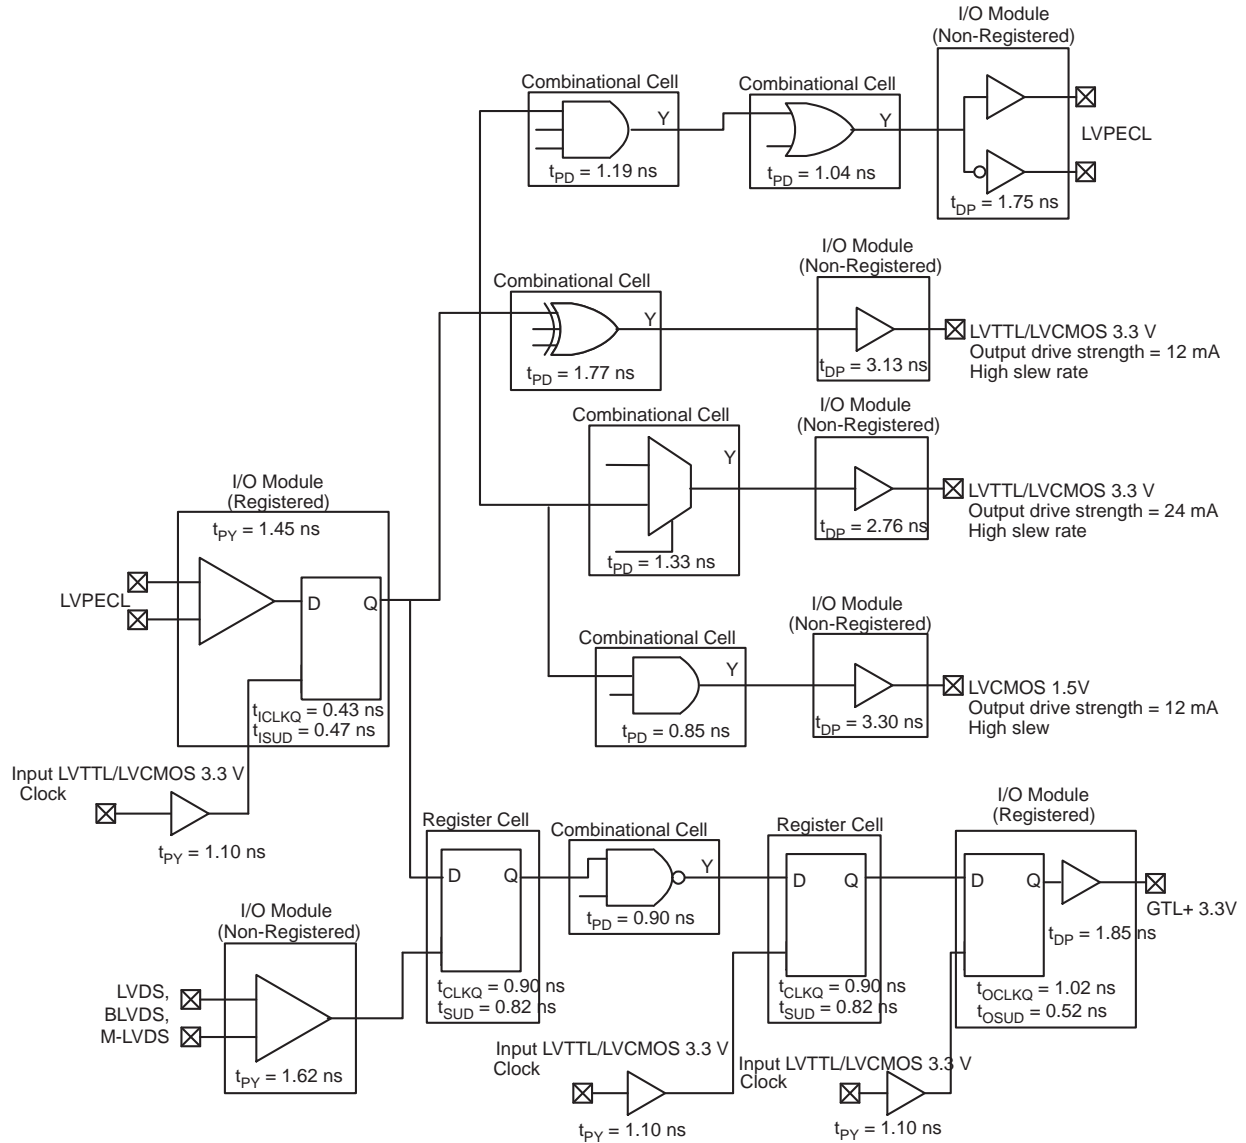 I/O Module
(Non-Registered)
Combinational Cell
Y
tPD = 1.19 ns
Combinational Cell
Y
tPD = 1.04 ns
LVPECL
tDP = 1.75 ns
I/O Module
(Non-Registered)
Combinational Cell
Y
tPD = 1.77 ns
tDP = 3.13 ns
LVTTL/LVCMOS 3.3 V
Output drive strength = 12 mA
High slew rate
I/O Module
(Non-Registered)
Combinational Cell
Y
tPD = 1.33 ns
tDP = 2.76 ns
LVTTL/LVCMOS 3.3 V
Output drive strength = 24 mA
High slew rate
I/O Module
(Registered)
tPY = 1.45 ns
LVPECL
D
Q
tICLKQ = 0.43 ns
tISUD = 0.47 ns
I/O Module
(Non-Registered)
Combinational Cell
Y
tPD = 0.85 ns
tDP = 3.30 ns
LVCMOS 1.5V
Output drive strength = 12 mA
High slew
Input LVTTL/LVCMOS 3.3 V
Clock
tPY = 1.10 ns
Register Cell
D
Q
tCLKQ = 0.90 ns
tSUD = 0.82 ns
Combinational Cell
Y
tPD = 0.90 ns
Register Cell
D
Q
tCLKQ = 0.90 ns
tSUD = 0.82 ns
I/O Module
(Registered)
D
Q
tDP = 1.85 ns
GTL+ 3.3V
tOCLKQ = 1.02 ns
tOSUD = 0.52 ns
I/O Module
(Non-Registered)
LVDS,
BLVDS,
M-LVDS
tPY = 1.62 ns
Input LVTTL/LVCMOS 3.3 V
Clock
tPY = 1.10 ns
Input LVTTL/LVCMOS 3.3 V
Clock
tPY = 1.10 ns